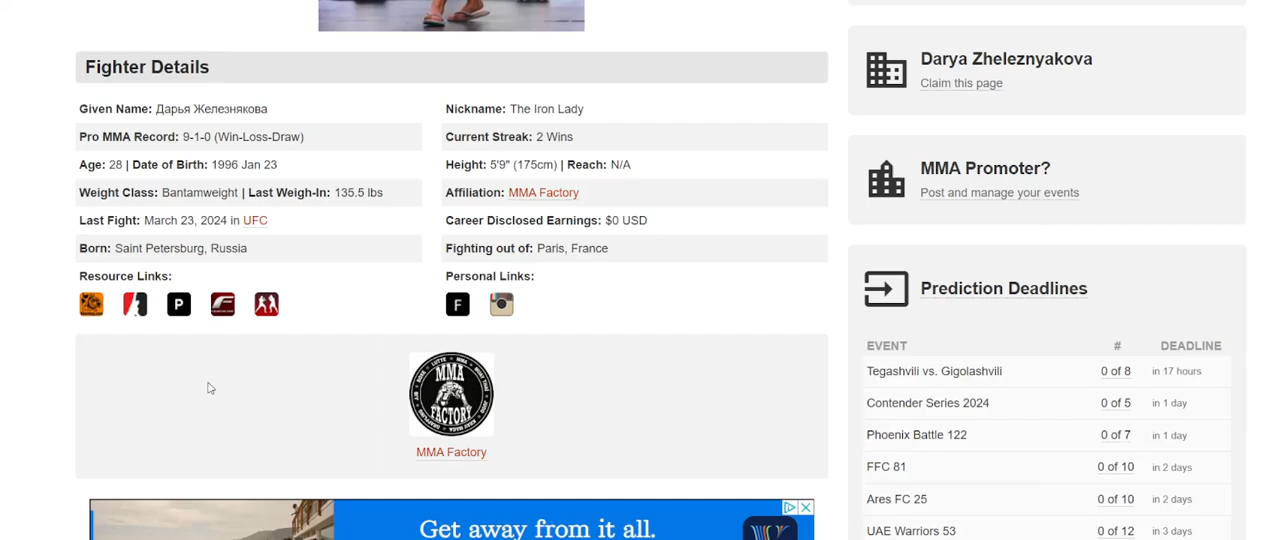 Fighter Details
Given Name: Дарья Железнякова
Nickname: The Iron Lady
Pro MMA Record: 9-1-0 (Win-Loss-Draw)
Current Streak: 2 Wins
Age: 28 | Date of Birth: 1996 Jan 23
Height: 5'9" (175cm) | Reach: N/A
Weight Class: Bantamweight | Last Weigh-In: 135.5 lbs
Affiliation: MMA Factory
Last Fight: March 23, 2024 in UFC
Career Disclosed Earnings: $0 USD
Born: Saint Petersburg, Russia
Fighting out of: Paris, France
Resource Links:
Personal Links:
P
F
F
MMA
FACTORY
MMA Factory
Get away from it all.
Darya Zheleznyakova
Claim this page
MMA Promoter?
Post and manage your events
Prediction Deadlines
EVENT # DEADLINE
Tegashvili vs. Gigolashvili 0 of 8 in 17 hours
Contender Series 2024 0 of 5 in 1 day
Phoenix Battle 122 0 of 7 in 1 day
FFC 81 0 of 10 in 2 days
Ares FC 25 0 of 10 in 2 days
UAE Warriors 53 0 of 12 in 3 days